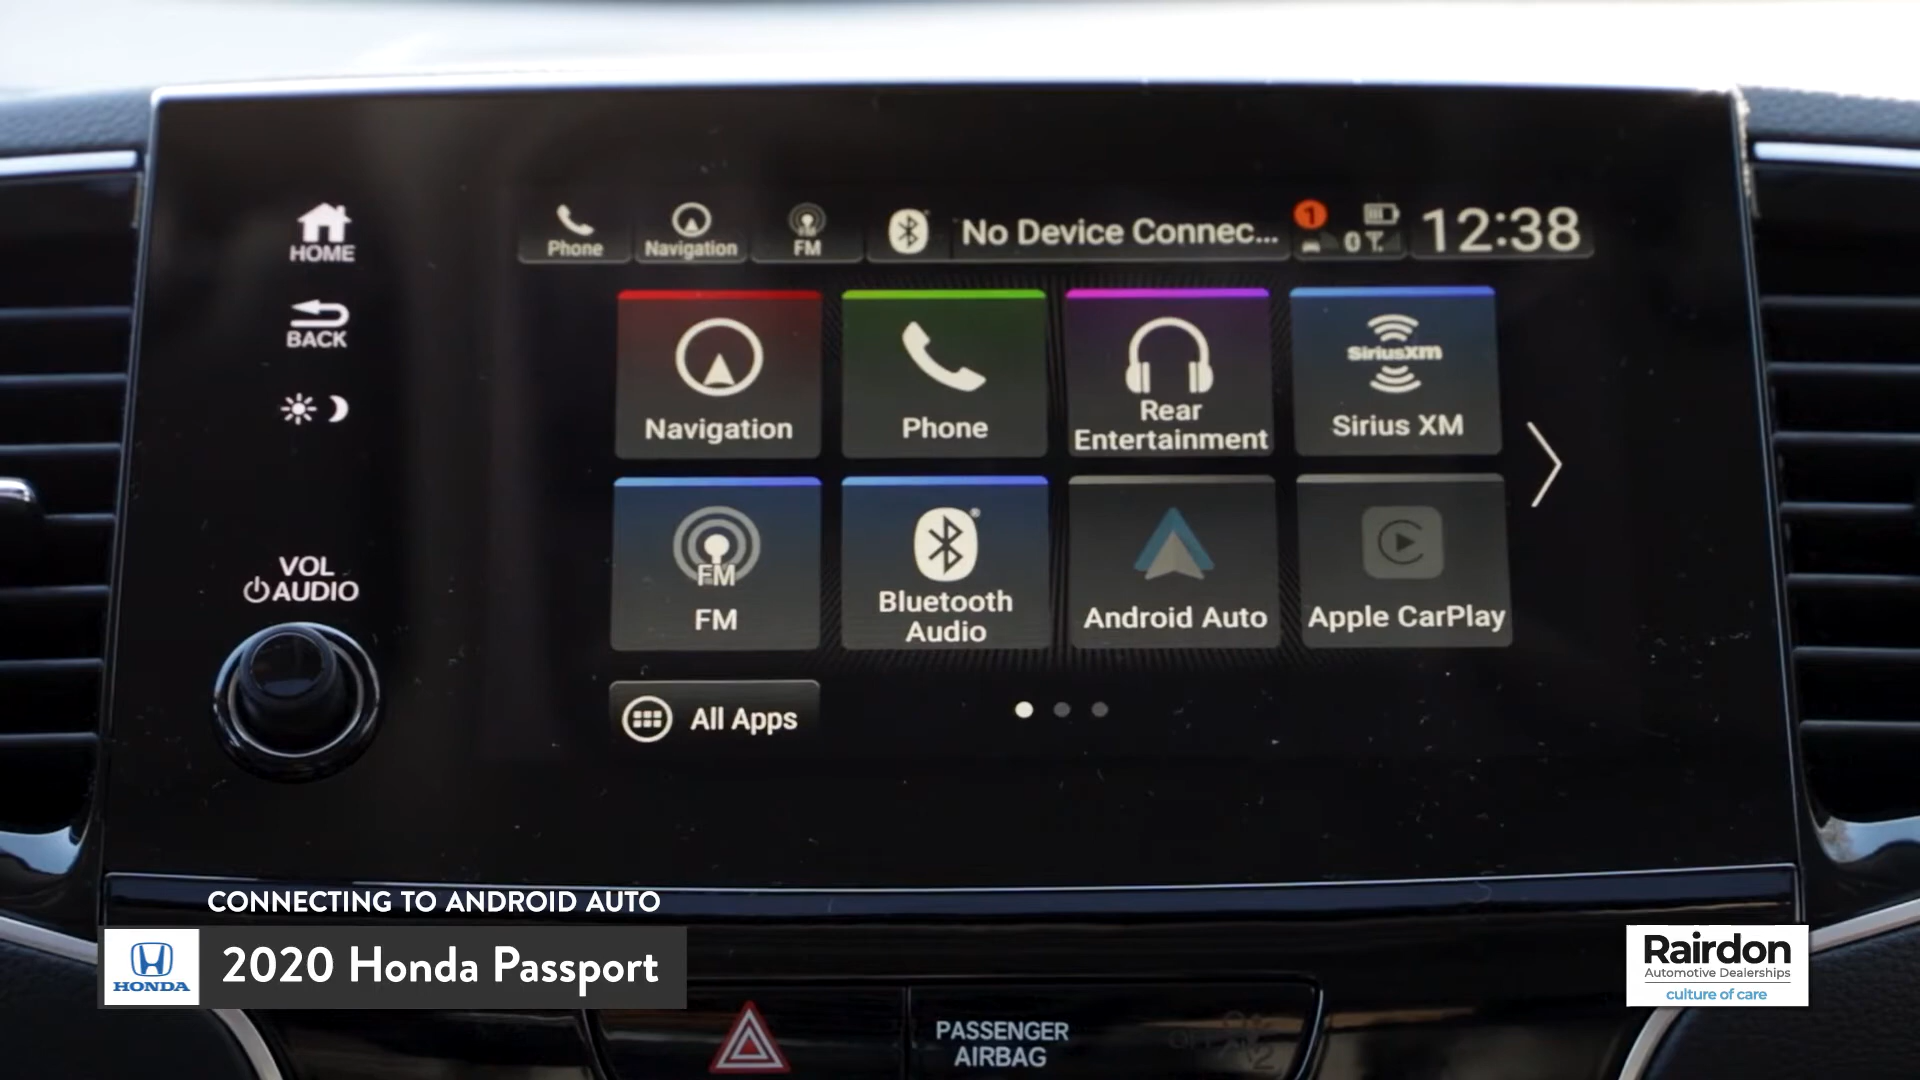 HOME
BACK
VOL
AUDIO
Phone
Navigation
FM
No Device Connec...
1
12:38
Navigation
Phone
Rear
Entertainment
SiriusXM
Sirius XM
FM
FM
Bluetooth
Audio
Android Auto
Apple CarPlay
All Apps
CONNECTING TO ANDROID AUTO
HONDA
2020 Honda Passport
Rairdon
Automotive Dealerships
culture of care
PASSENGER
AIRBAG